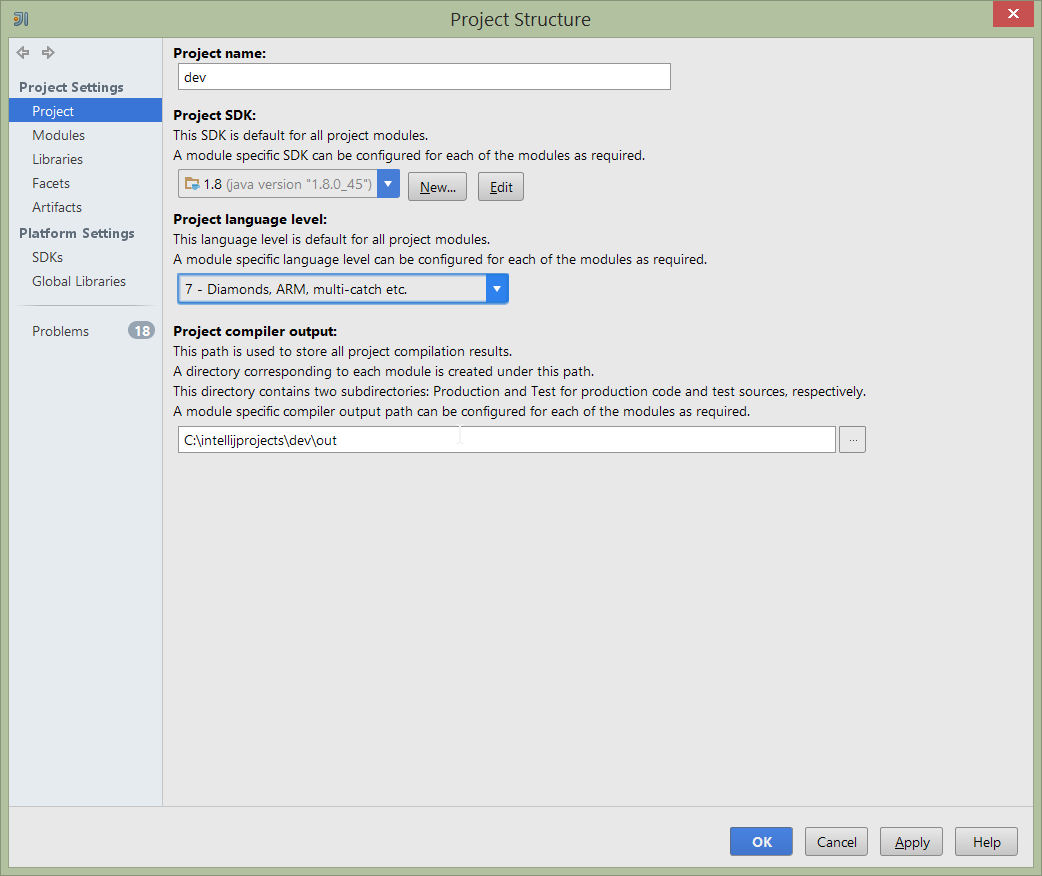 Project Structure
Project Settings
Project
Modules
Libraries
Facets
Artifacts
Platform Settings
SDKs
Global Libraries
Problems 18
Project name:
dev
Project SDK:
This SDK is default for all project modules.
A module specific SDK can be configured for each of the modules as required.
1.8 (java version "1.8.0_45") New... Edit
Project language level:
This language level is default for all project modules.
A module specific language level can be configured for each of the modules as required.
7 - Diamonds, ARM, multi-catch etc.
Project compiler output:
This path is used to store all project compilation results.
A directory corresponding to each module is created under this path.
This directory contains two subdirectories: Production and Test for production code and test sources, respectively.
A module specific compiler output path can be configured for each of the modules as required.
C:\intellijprojects\dev\out ...
OK Cancel Apply Help